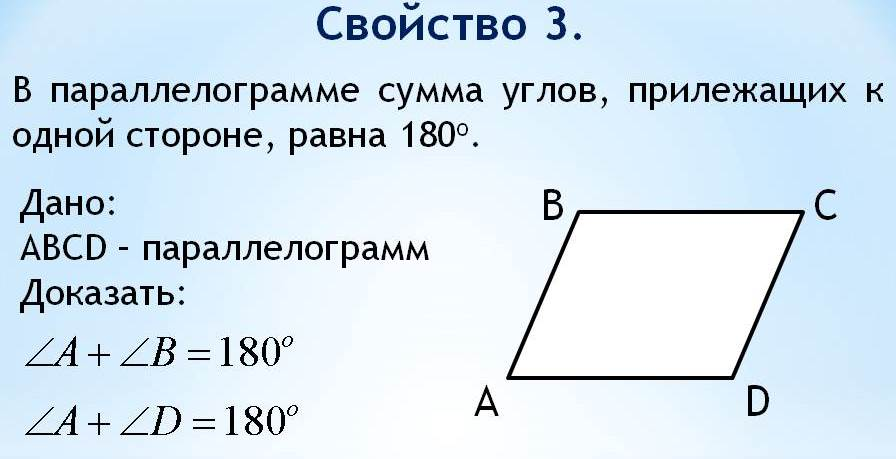 Свойство 3.
В параллелограмме сумма углов, прилежащих к
одной стороне, равна 180°.
Дано:
ABCD - параллелограмм
Доказать:
∠A + ∠B = 180°
∠A + ∠D = 180°
B
C
A
D